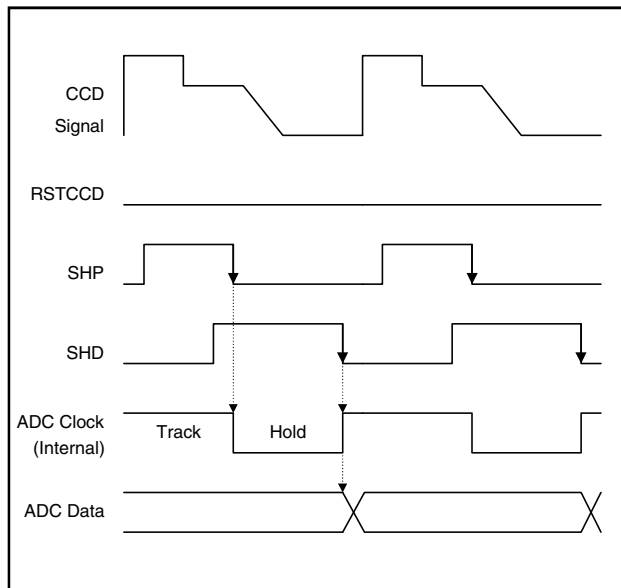 CCD
Signal
RSTCCD
SHP
SHD
ADC Clock
(Internal)
Track
Hold
ADC Data